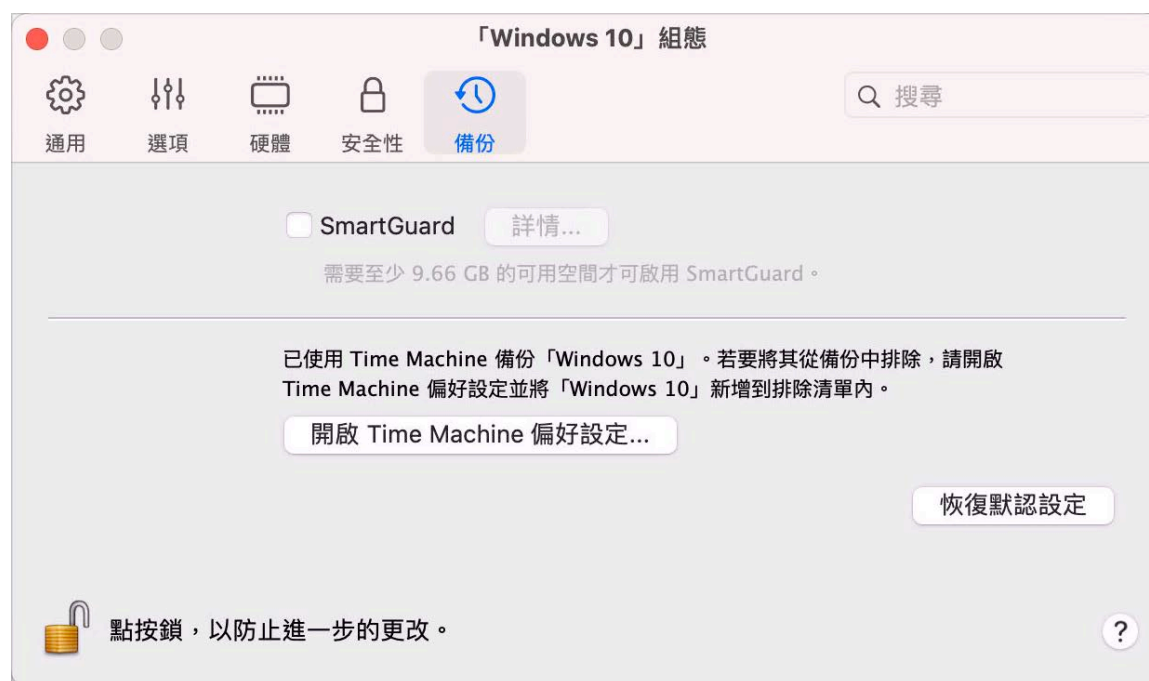 「Windows 10」組態
通用
選項
硬體
安全性
備份
搜尋
SmartGuard
詳情...
需要至少 9.66 GB 的可用空間才可啟用 SmartGuard。
已使用 Time Machine 備份「Windows 10」。若要將其從備份中排除，請開啟
Time Machine 偏好設定並將「Windows 10」新增到排除清單內。
開啟 Time Machine 偏好設定...
恢復默認設定
點按鎖，以防止進一步的更改。
?